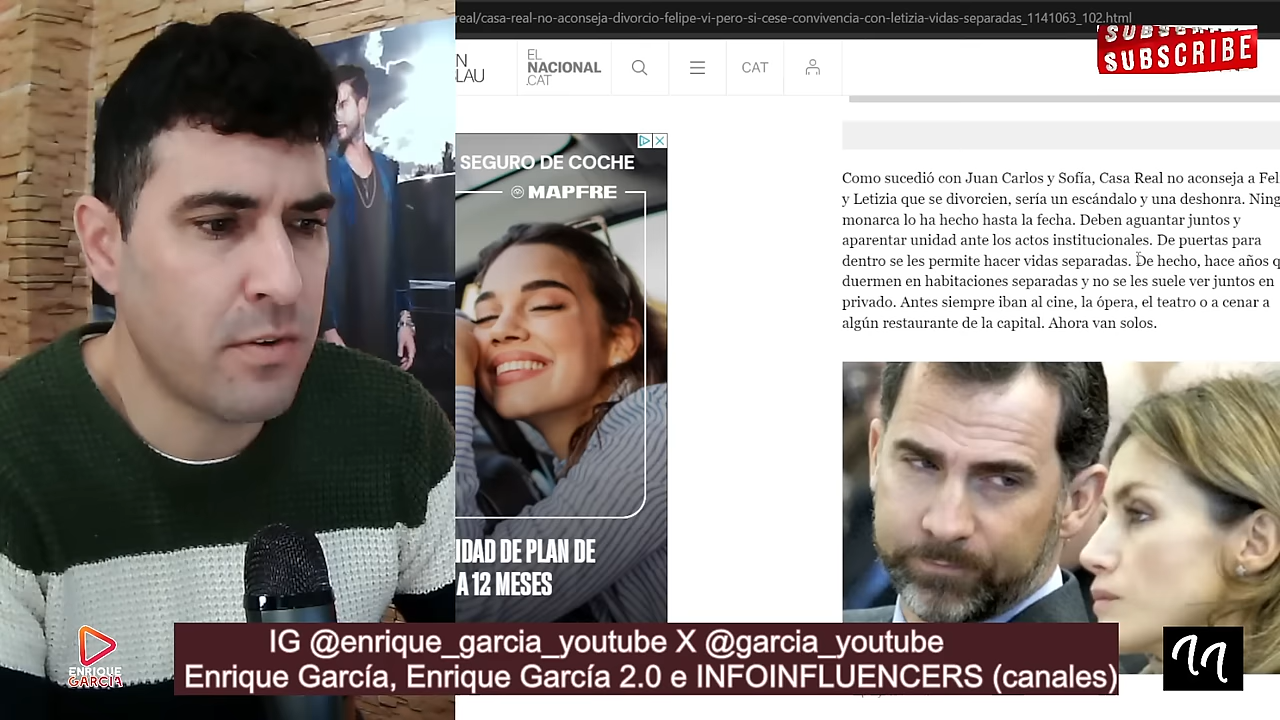 real/casa-real-no-aconseja-divorcio-felipe-vi-pero-si-cese-convivencia-con-letizia-vidas-separadas_1141063_102.html
SUBSCRIBE
SUBSCRIBE
EL
NACIONAL
.CAT
CAT
SEGURO DE COCHE
MAPFRE
IDAD DE PLAN DE
A 12 MESES
Como sucedió con Juan Carlos y Sofía, Casa Real no aconseja a Fel
y Letizia que se divorcien, sería un escándalo y una deshonra. Ning
monarca lo ha hecho hasta la fecha. Deben aguantar juntos y
aparentar unidad ante los actos institucionales. De puertas para
dentro se les permite hacer vidas separadas. De hecho, hace años q
duermen en habitaciones separadas y no se les suele ver juntos en
privado. Antes siempre iban al cine, la ópera, el teatro o a cenar a
algún restaurante de la capital. Ahora van solos.
IG @enrique_garcia_youtube X @garcia_youtube
Enrique García, Enrique García 2.0 e INFOINFLUENCERS (canales)
ENRIQUE
GARCÍA